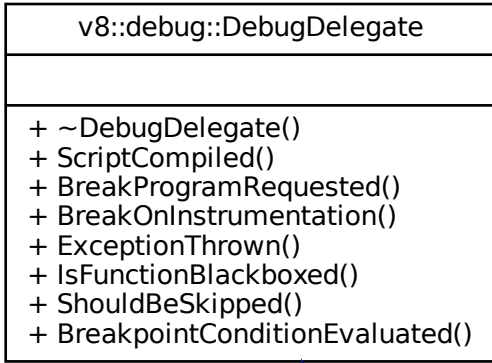 v8::debug::DebugDelegate
+ ~DebugDelegate()
+ ScriptCompiled()
+ BreakProgramRequested()
+ BreakOnInstrumentation()
+ ExceptionThrown()
+ IsFunctionBlackboxed()
+ ShouldBeSkipped()
+ BreakpointConditionEvaluated()